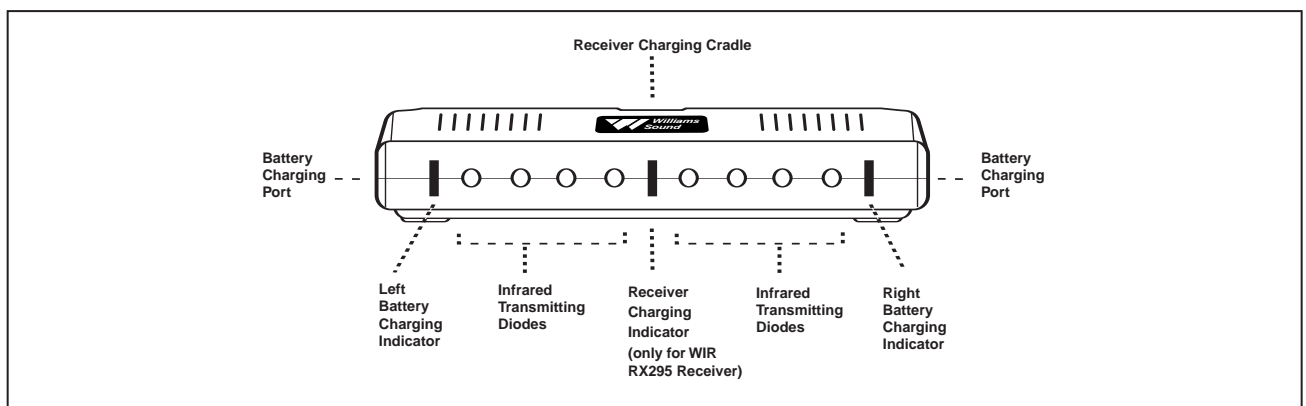 Receiver Charging Cradle
Williams
Sound
Battery
Charging
Port
Battery
Charging
Port
Left
Battery
Charging
Indicator
Infrared
Transmitting
Diodes
Receiver
Charging
Indicator
(only for WIR
RX295 Receiver)
Infrared
Transmitting
Diodes
Right
Battery
Charging
Indicator